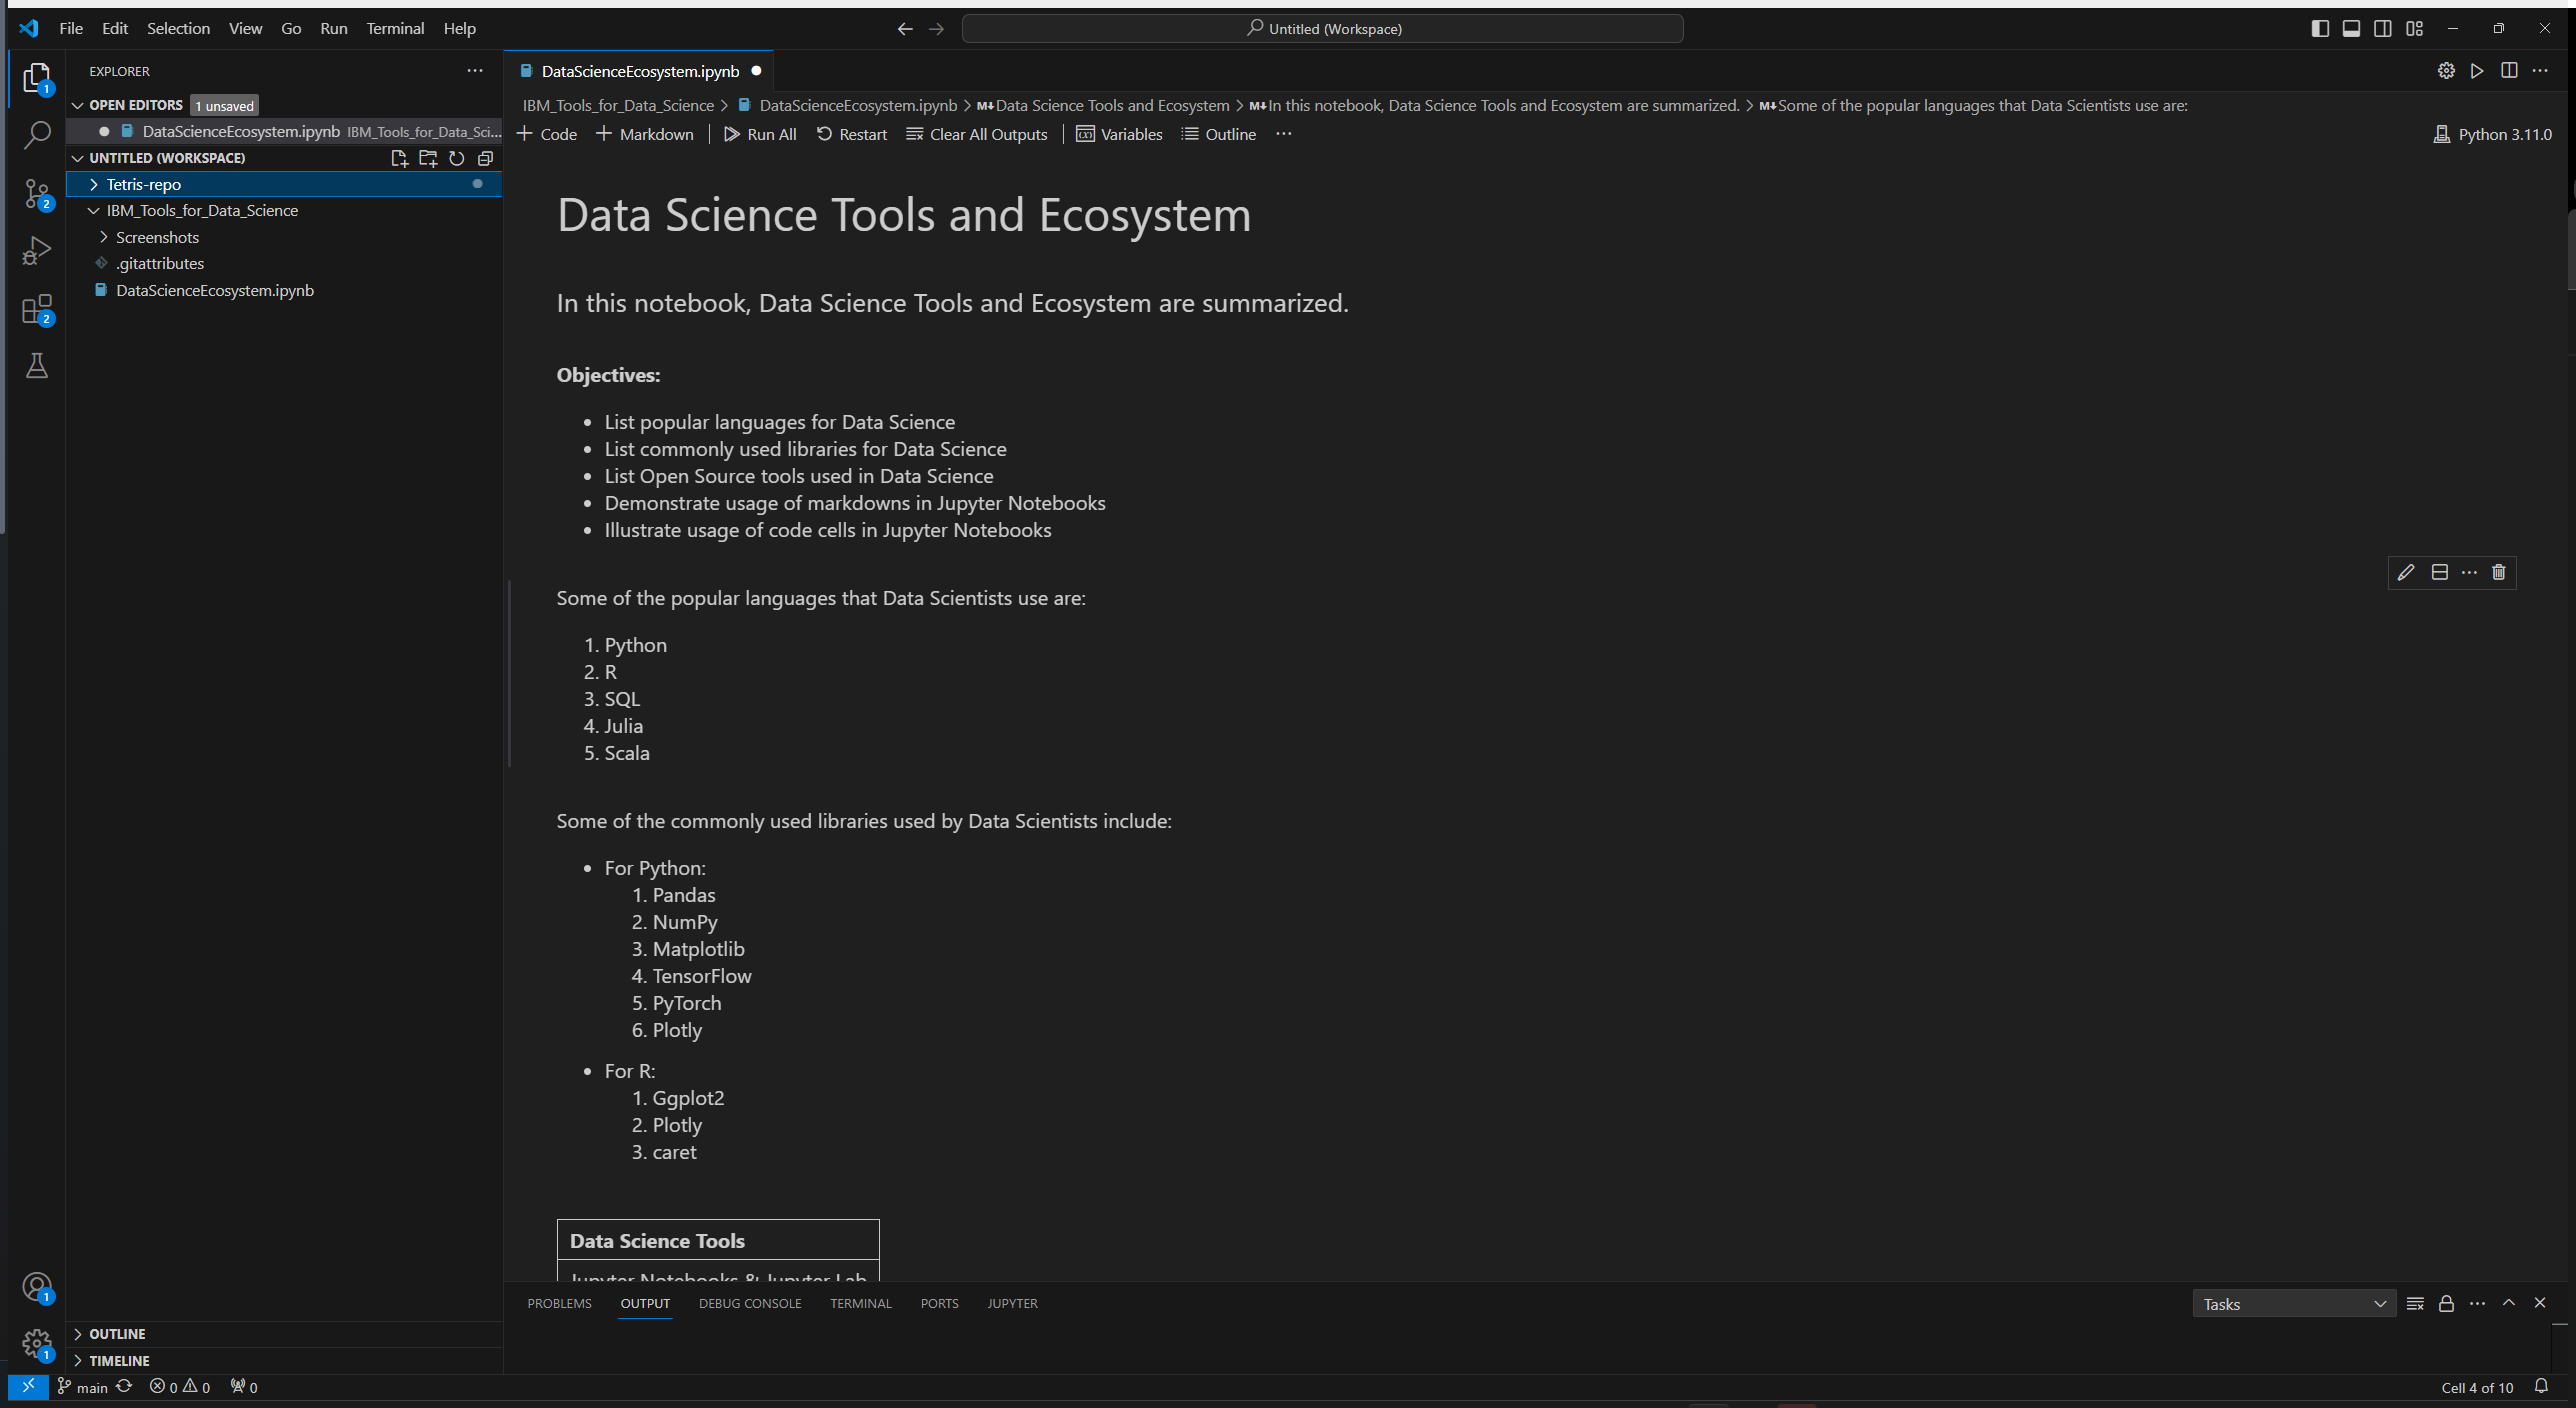 File Edit Selection View Go Run Terminal Help
Untitled (Workspace)
EXPLORER
OPEN EDITORS 1 unsaved
DataScienceEcosystem.ipynb IBM_Tools_for_Data_Sci...
UNTITLED (WORKSPACE)
Tetris-repo
IBM_Tools_for_Data_Science
Screenshots
.gitattributes
DataScienceEcosystem.ipynb
OUTLINE
TIMELINE
1
2
2
1
1
DataScienceEcosystem.ipynb
IBM_Tools_for_Data_Science > DataScienceEcosystem.ipynb > M↓Data Science Tools and Ecosystem > M↓In this notebook, Data Science Tools and Ecosystem are summarized. > M↓Some of the popular languages that Data Scientists use are:
Code Markdown Run All Restart Clear All Outputs Variables Outline ... Python 3.11.0
Data Science Tools and Ecosystem
In this notebook, Data Science Tools and Ecosystem are summarized.
Objectives:
• List popular languages for Data Science
• List commonly used libraries for Data Science
• List Open Source tools used in Data Science
• Demonstrate usage of markdowns in Jupyter Notebooks
• Illustrate usage of code cells in Jupyter Notebooks
Some of the popular languages that Data Scientists use are:
1. Python
2. R
3. SQL
4. Julia
5. Scala
Some of the commonly used libraries used by Data Scientists include:
• For Python:
1. Pandas
2. NumPy
3. Matplotlib
4. TensorFlow
5. PyTorch
6. Plotly
• For R:
1. Ggplot2
2. Plotly
3. caret
Data Science Tools
Jupyter Notebooks & Jupyter Lab
PROBLEMS OUTPUT DEBUG CONSOLE TERMINAL PORTS JUPYTER
Tasks
main 0 0 0
Cell 4 of 10